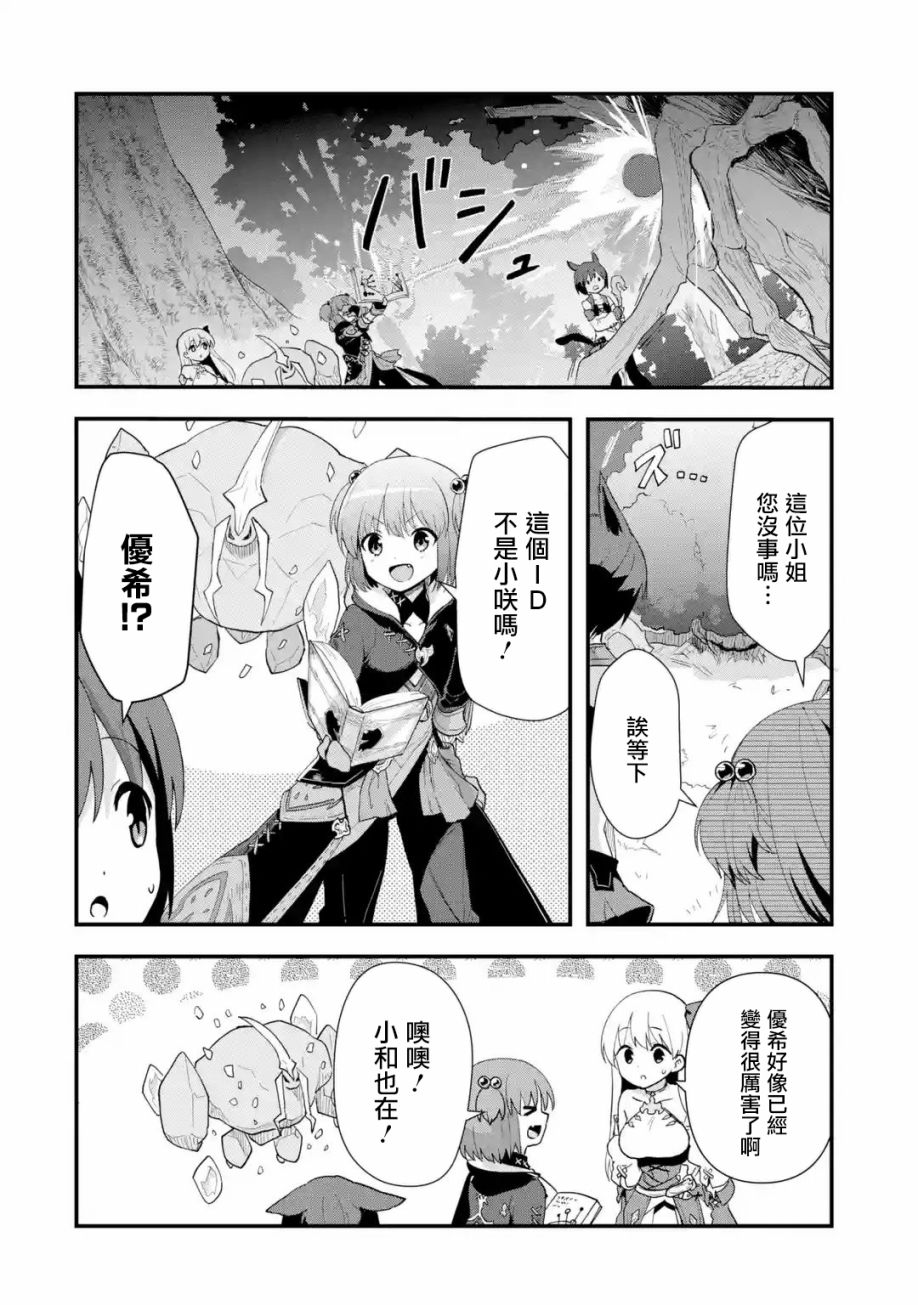 バシュ
這位小姐
您沒事嗎…
ズズ……
誒等下
這個ID
不是小咲嗎！
優希!?
優希好像已經
變得很厲害了啊
噢噢！
小和也在！